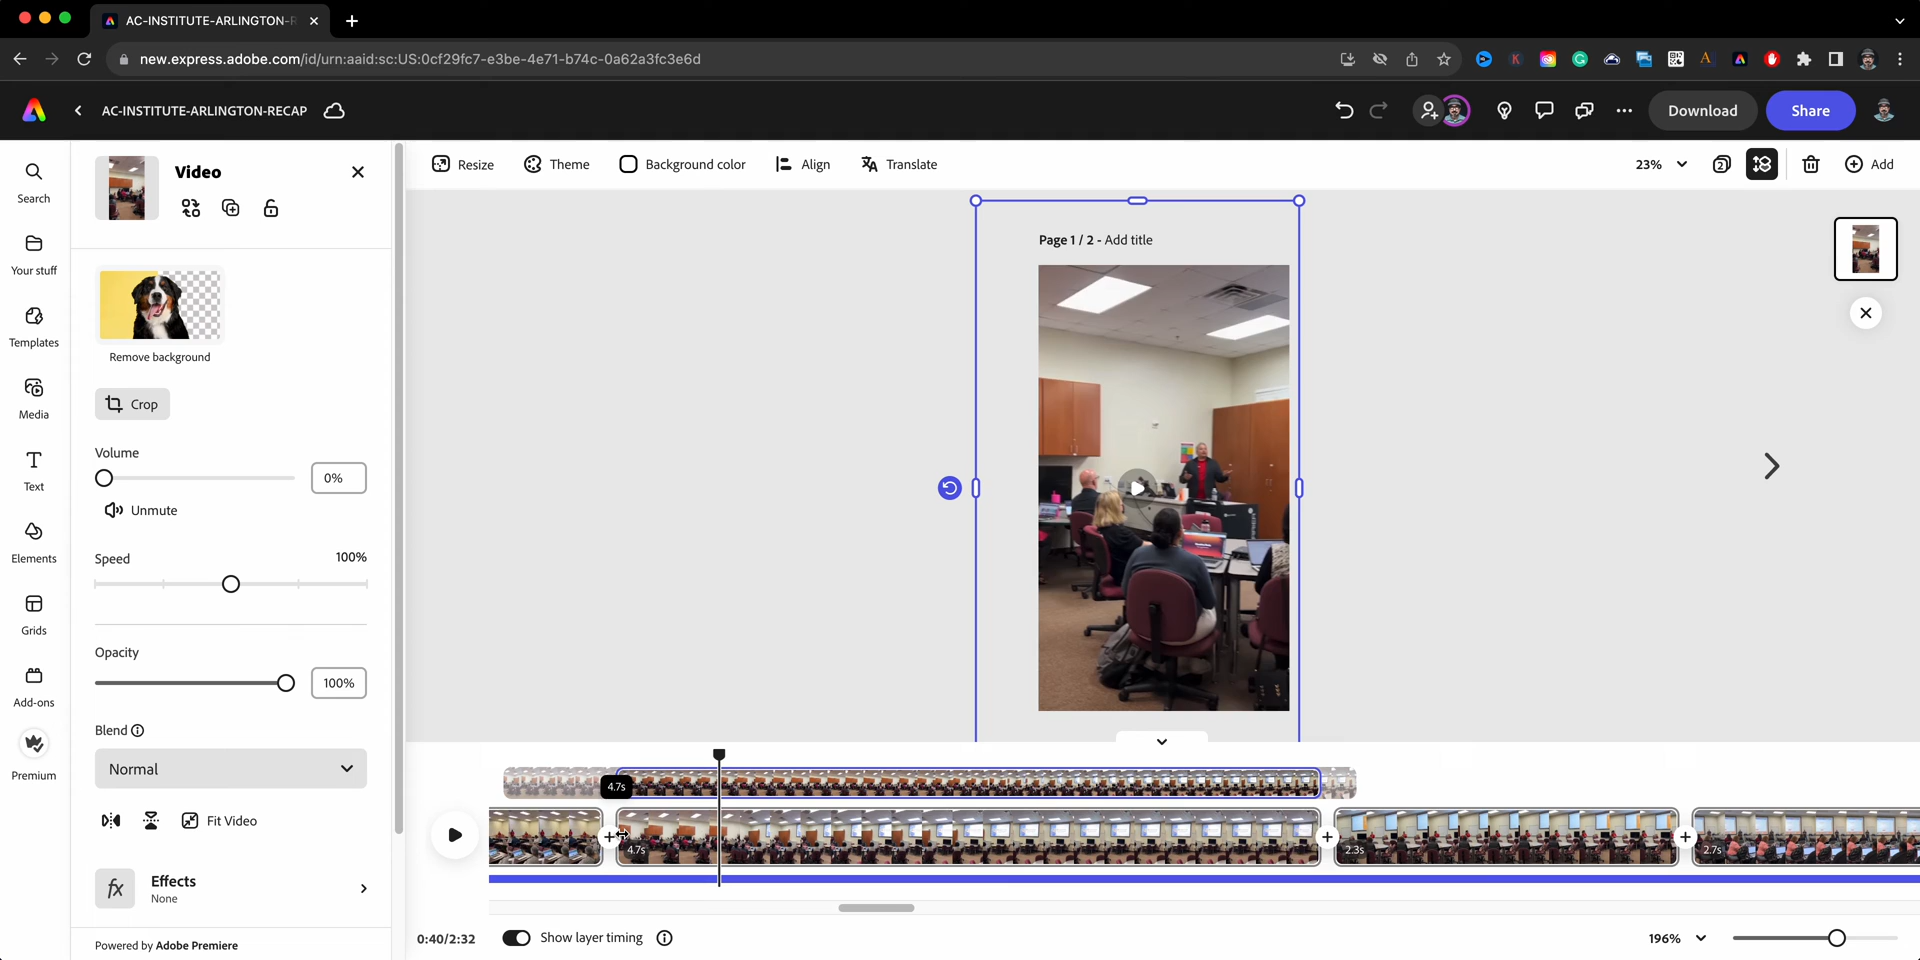 AC-INSTITUTE-ARLINGTON-R
new.express.adobe.com/id/urn:aaid:sc:US:0cf29fc7-e3be-4e71-b74c-0a62a3fc3e6d
AC-INSTITUTE-ARLINGTON-RECAP
Download
Share
Search
Your stuff
Templates
Media
Text
Elements
Grids
Add-ons
Premium
Video
Remove background
Crop
Volume
0%
Unmute
Speed
100%
Opacity
100%
Blend
Normal
Fit Video
fx
Effects
None
Powered by Adobe Premiere
Resize
Theme
Background color
Align
Translate
23%
2
Add
Page 1 / 2 - Add title
4.7s
4.7s
2.3s
2.7s
0:40/2:32
Show layer timing
196%